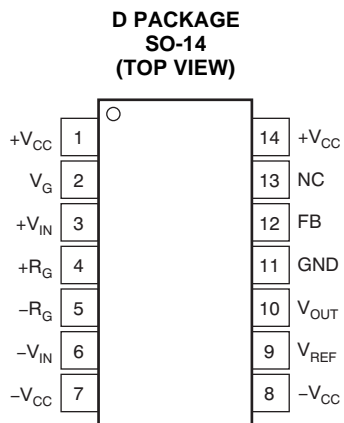 D PACKAGE
SO-14
(TOP VIEW)
+VCC 1 14 +VCC
VG 2 13 NC
+VIN 3 12 FB
+RG 4 11 GND
−RG 5 10 VOUT
−VIN 6 9 VREF
−VCC 7 8 −VCC